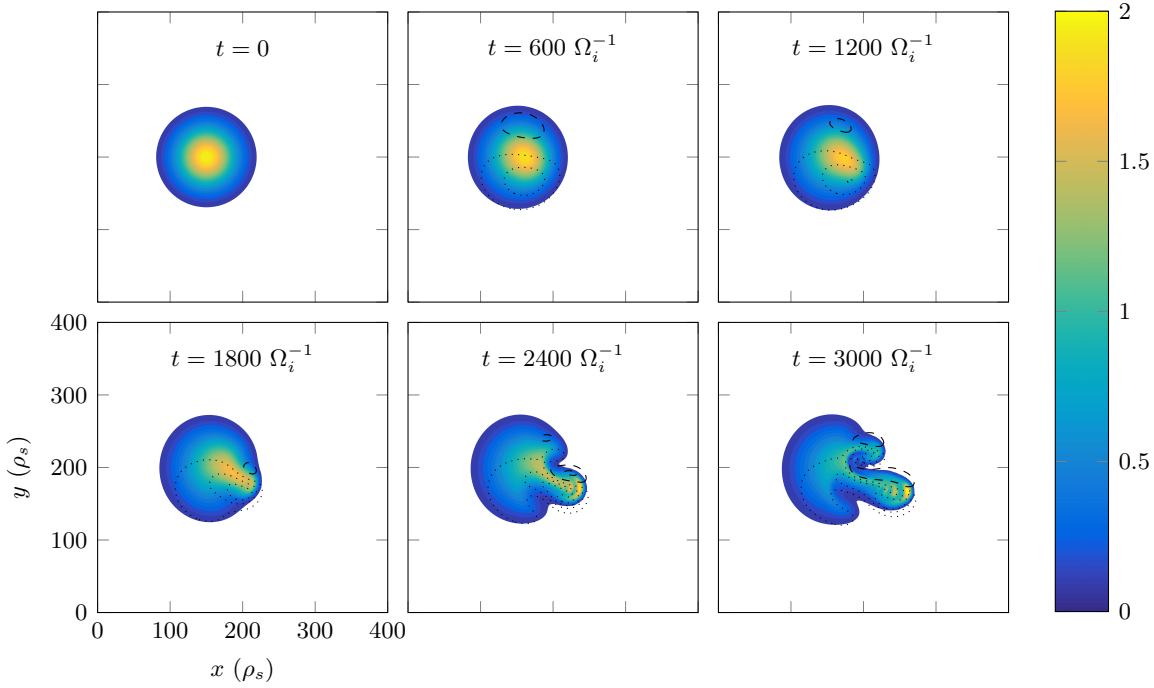 t = 0
t = 600 Ω_i^{-1}
t = 1200 Ω_i^{-1}
t = 1800 Ω_i^{-1}
t = 2400 Ω_i^{-1}
t = 3000 Ω_i^{-1}
400
300
200
100
0
y (ρ_s)
0 100 200 300 400
x (ρ_s)
2
1.5
1
0.5
0